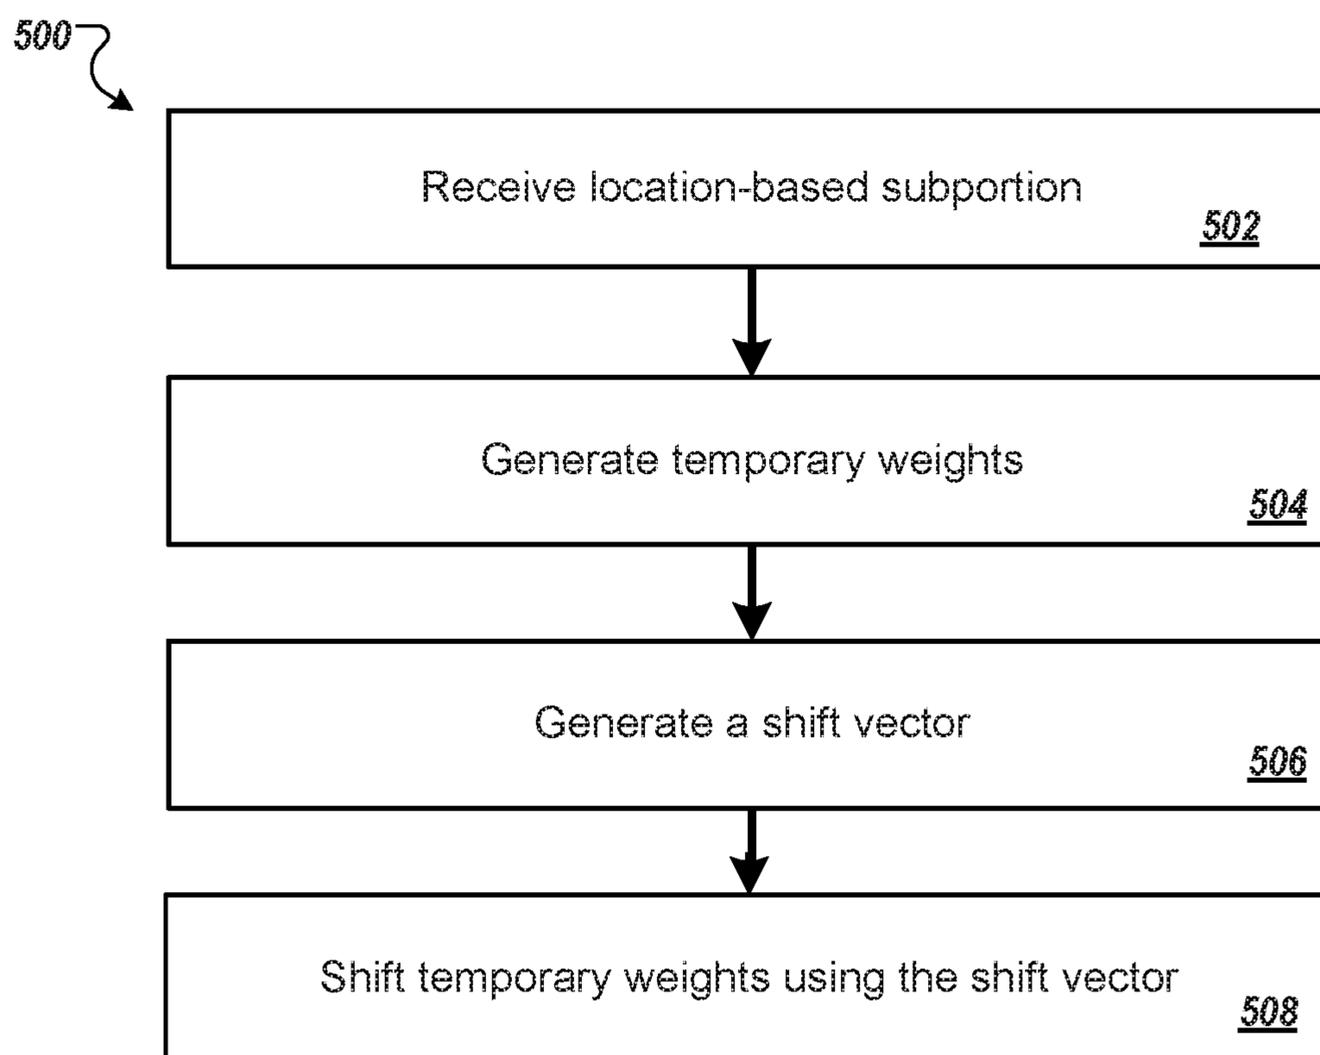 500
Receive location-based subportion
502
Generate temporary weights
504
Generate a shift vector
506
Shift temporary weights using the shift vector
508